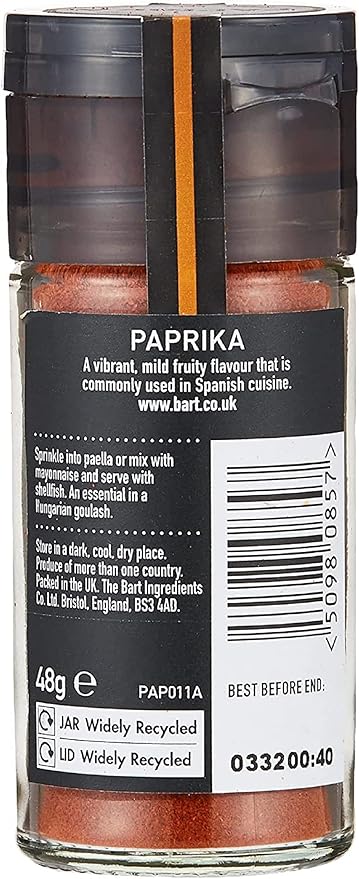 PAPRIKA
A vibrant, mild fruity flavour that is
commonly used in Spanish cuisine.
www.bart.co.uk
Sprinkle into paella or mix with
mayonnaise and serve with
shellfish. An essential in a
Hungarian goulash.
Store in a dark, cool, dry place.
Produce of more than one country.
Packed in the UK. The Bart Ingredients
Co. Ltd. Bristol, England, BS3 4AD.
48g e
PAP011A
JAR Widely Recycled
LID Widely Recycled
<5098 0857>
BEST BEFORE END:
033200:40